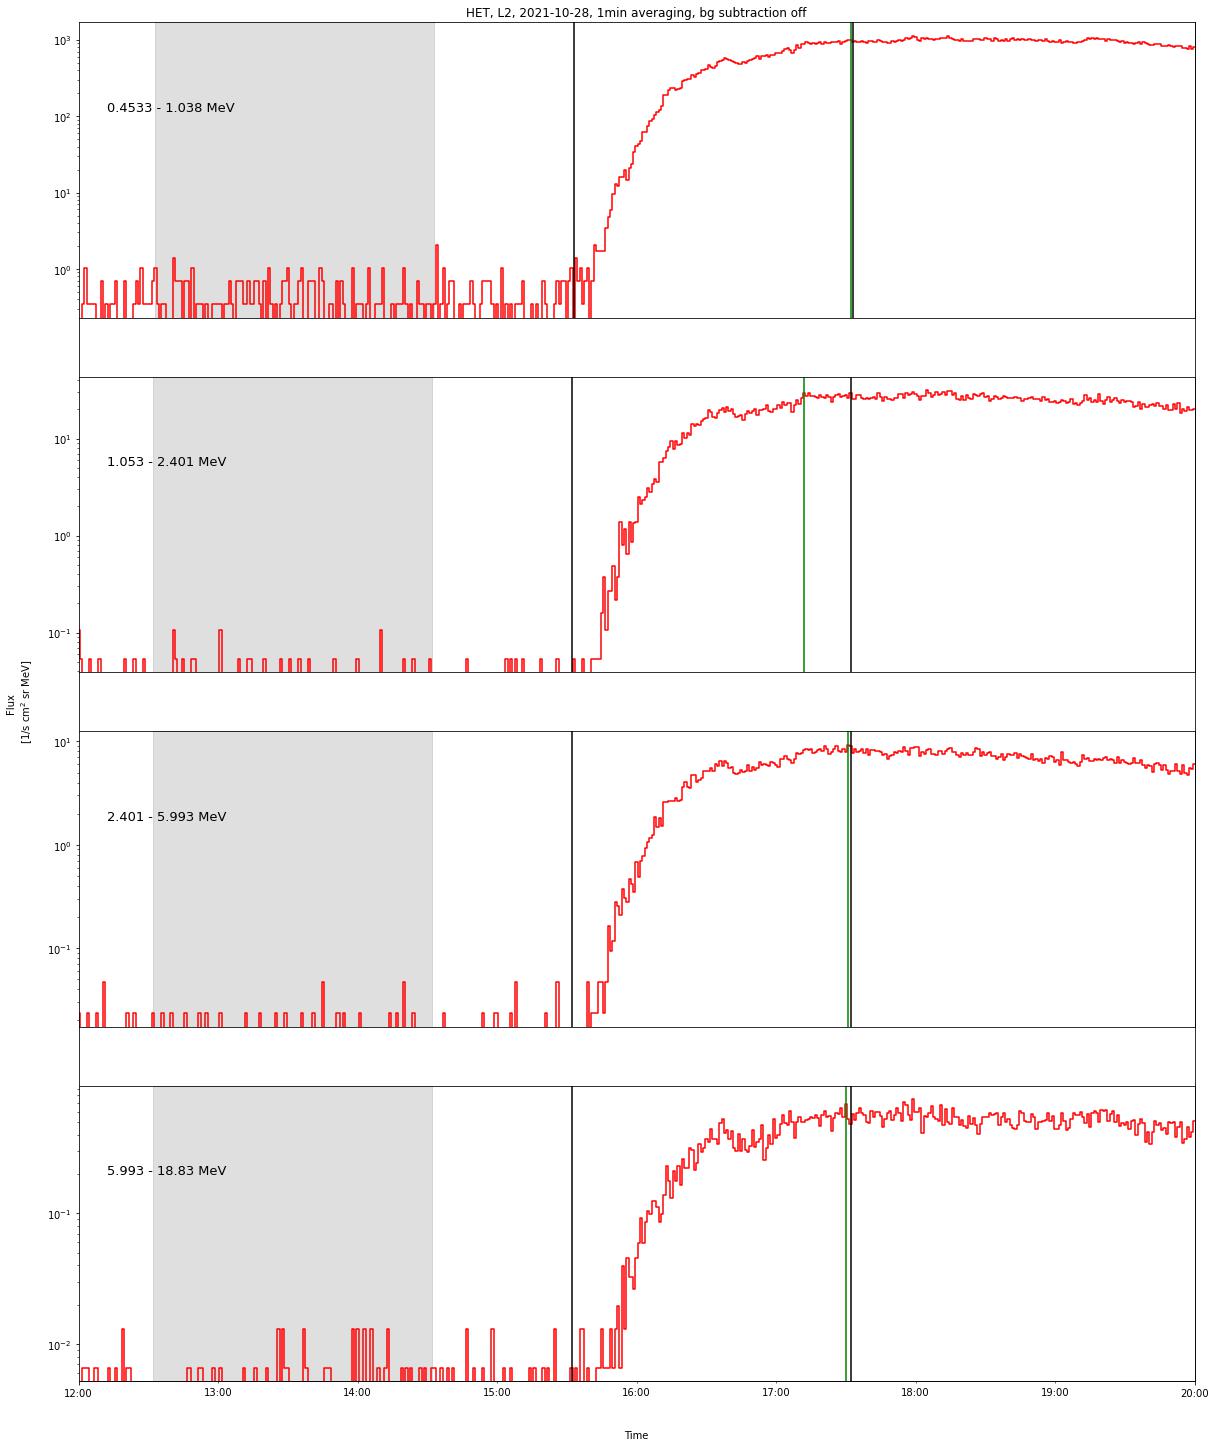 HET, L2, 2021-10-28, 1min averaging, bg subtraction off
10³
10²
10¹
10⁰
0.4533 - 1.038 MeV
10¹
10⁰
10⁻¹
1.053 - 2.401 MeV
Flux
[1/s cm² sr MeV]
10¹
10⁰
10⁻¹
2.401 - 5.993 MeV
10⁻¹
10⁻²
5.993 - 18.83 MeV
12:00 13:00 14:00 15:00 16:00 17:00 18:00 19:00 20:00
Time